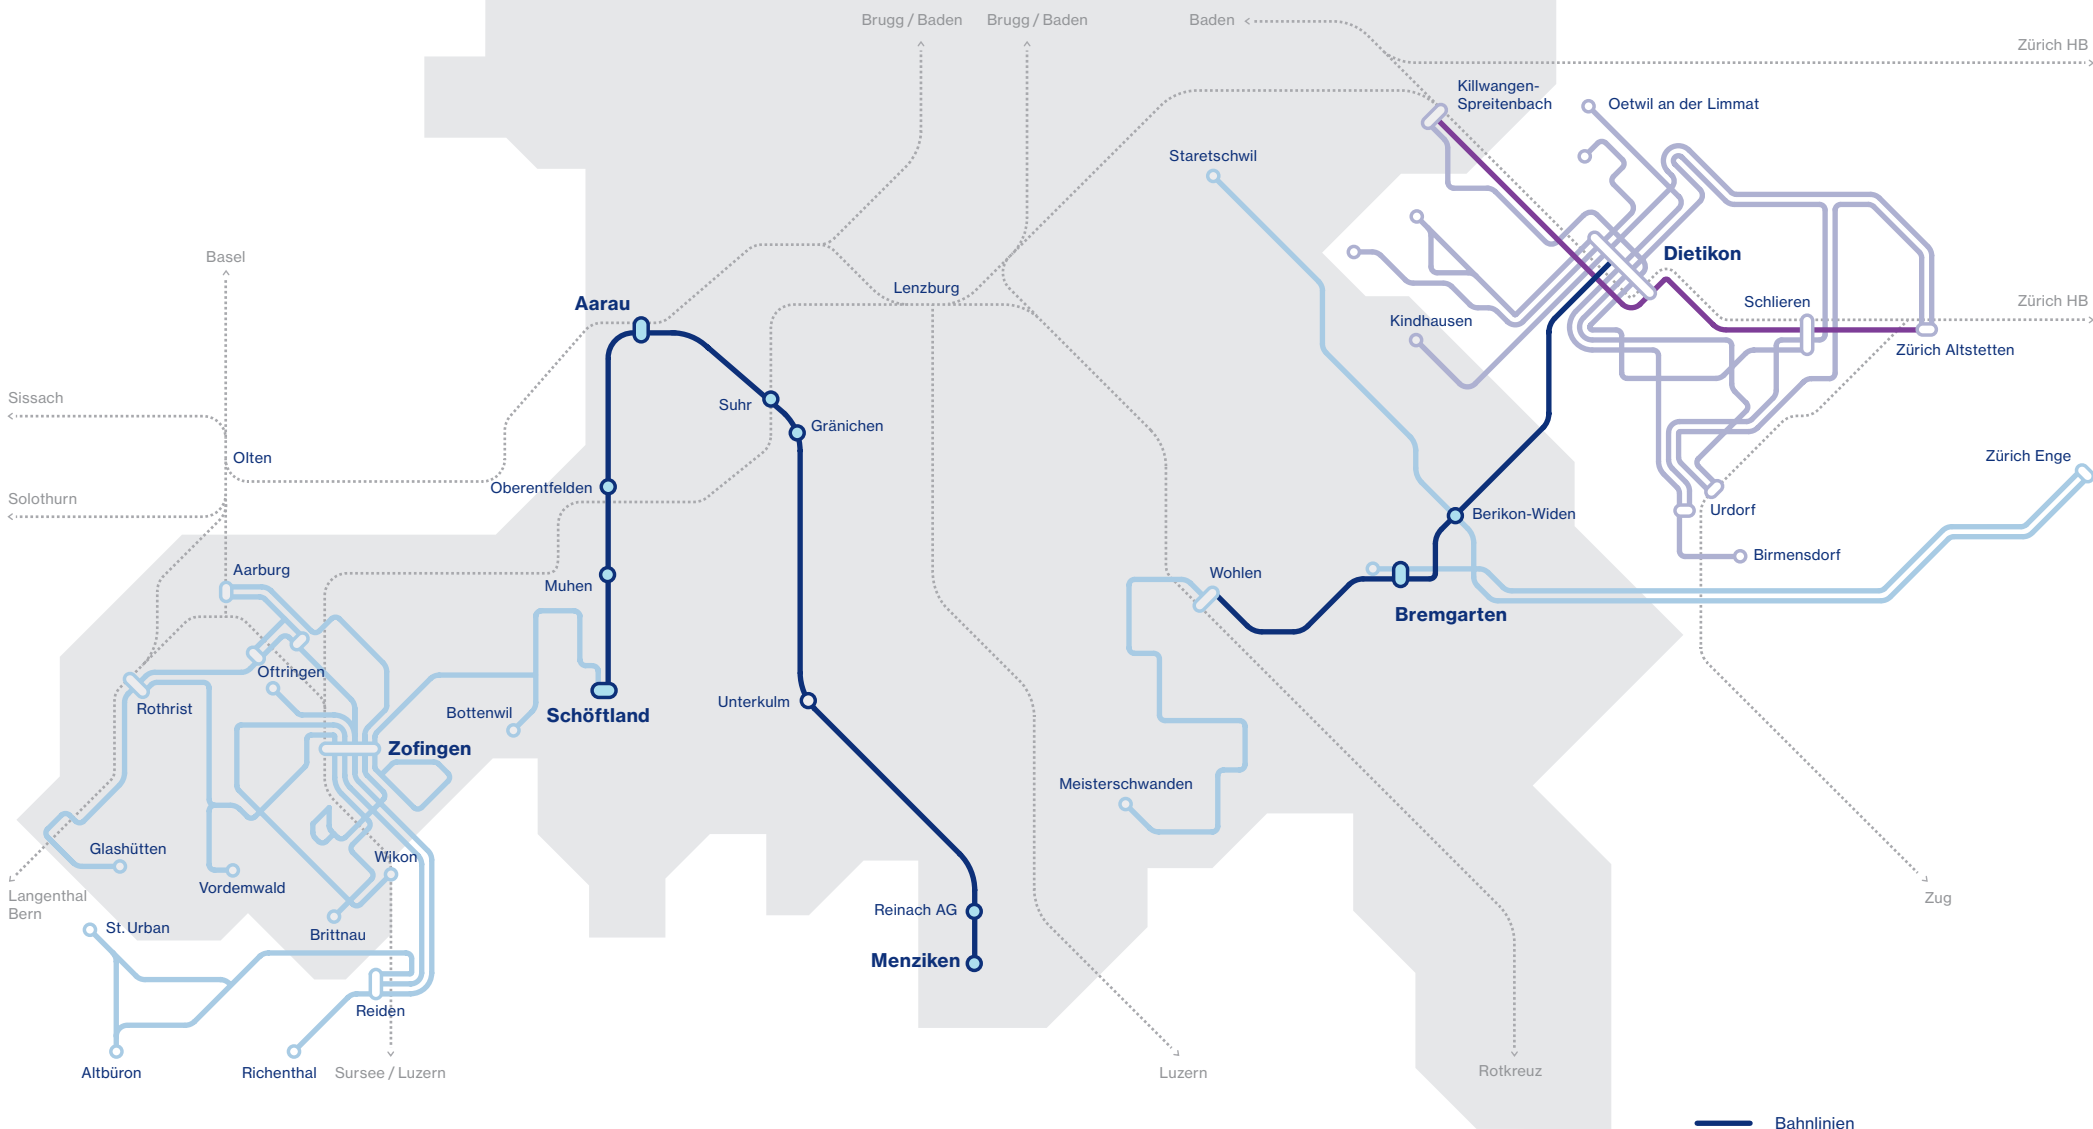 Brugg / Baden
Brugg / Baden
Baden
Zürich HB
Killwangen-
Spreitenbach
Oetwil an der Limmat
Staretschwil
Basel
Dietikon
Lenzburg
Aarau
Schlieren
Zürich HB
Kindhausen
Zürich Altstetten
Sissach
Suhr
Gränichen
Olten
Zürich Enge
Oberentfelden
Solothurn
Urdorf
Berikon-Widen
Birmensdorf
Aarburg
Muhen
Wohlen
Bremgarten
Oftringen
Rothrist
Bottenwil
Schöftland
Unterkulm
Zofingen
Meisterschwanden
Glashütten
Wikon
Vordemwald
Langenthal
Bern
Zug
Reinach AG
St. Urban
Brittnau
Menziken
Reiden
Altbüron
Richenthal
Sursee / Luzern
Luzern
Rotkreuz
Bahnlinien